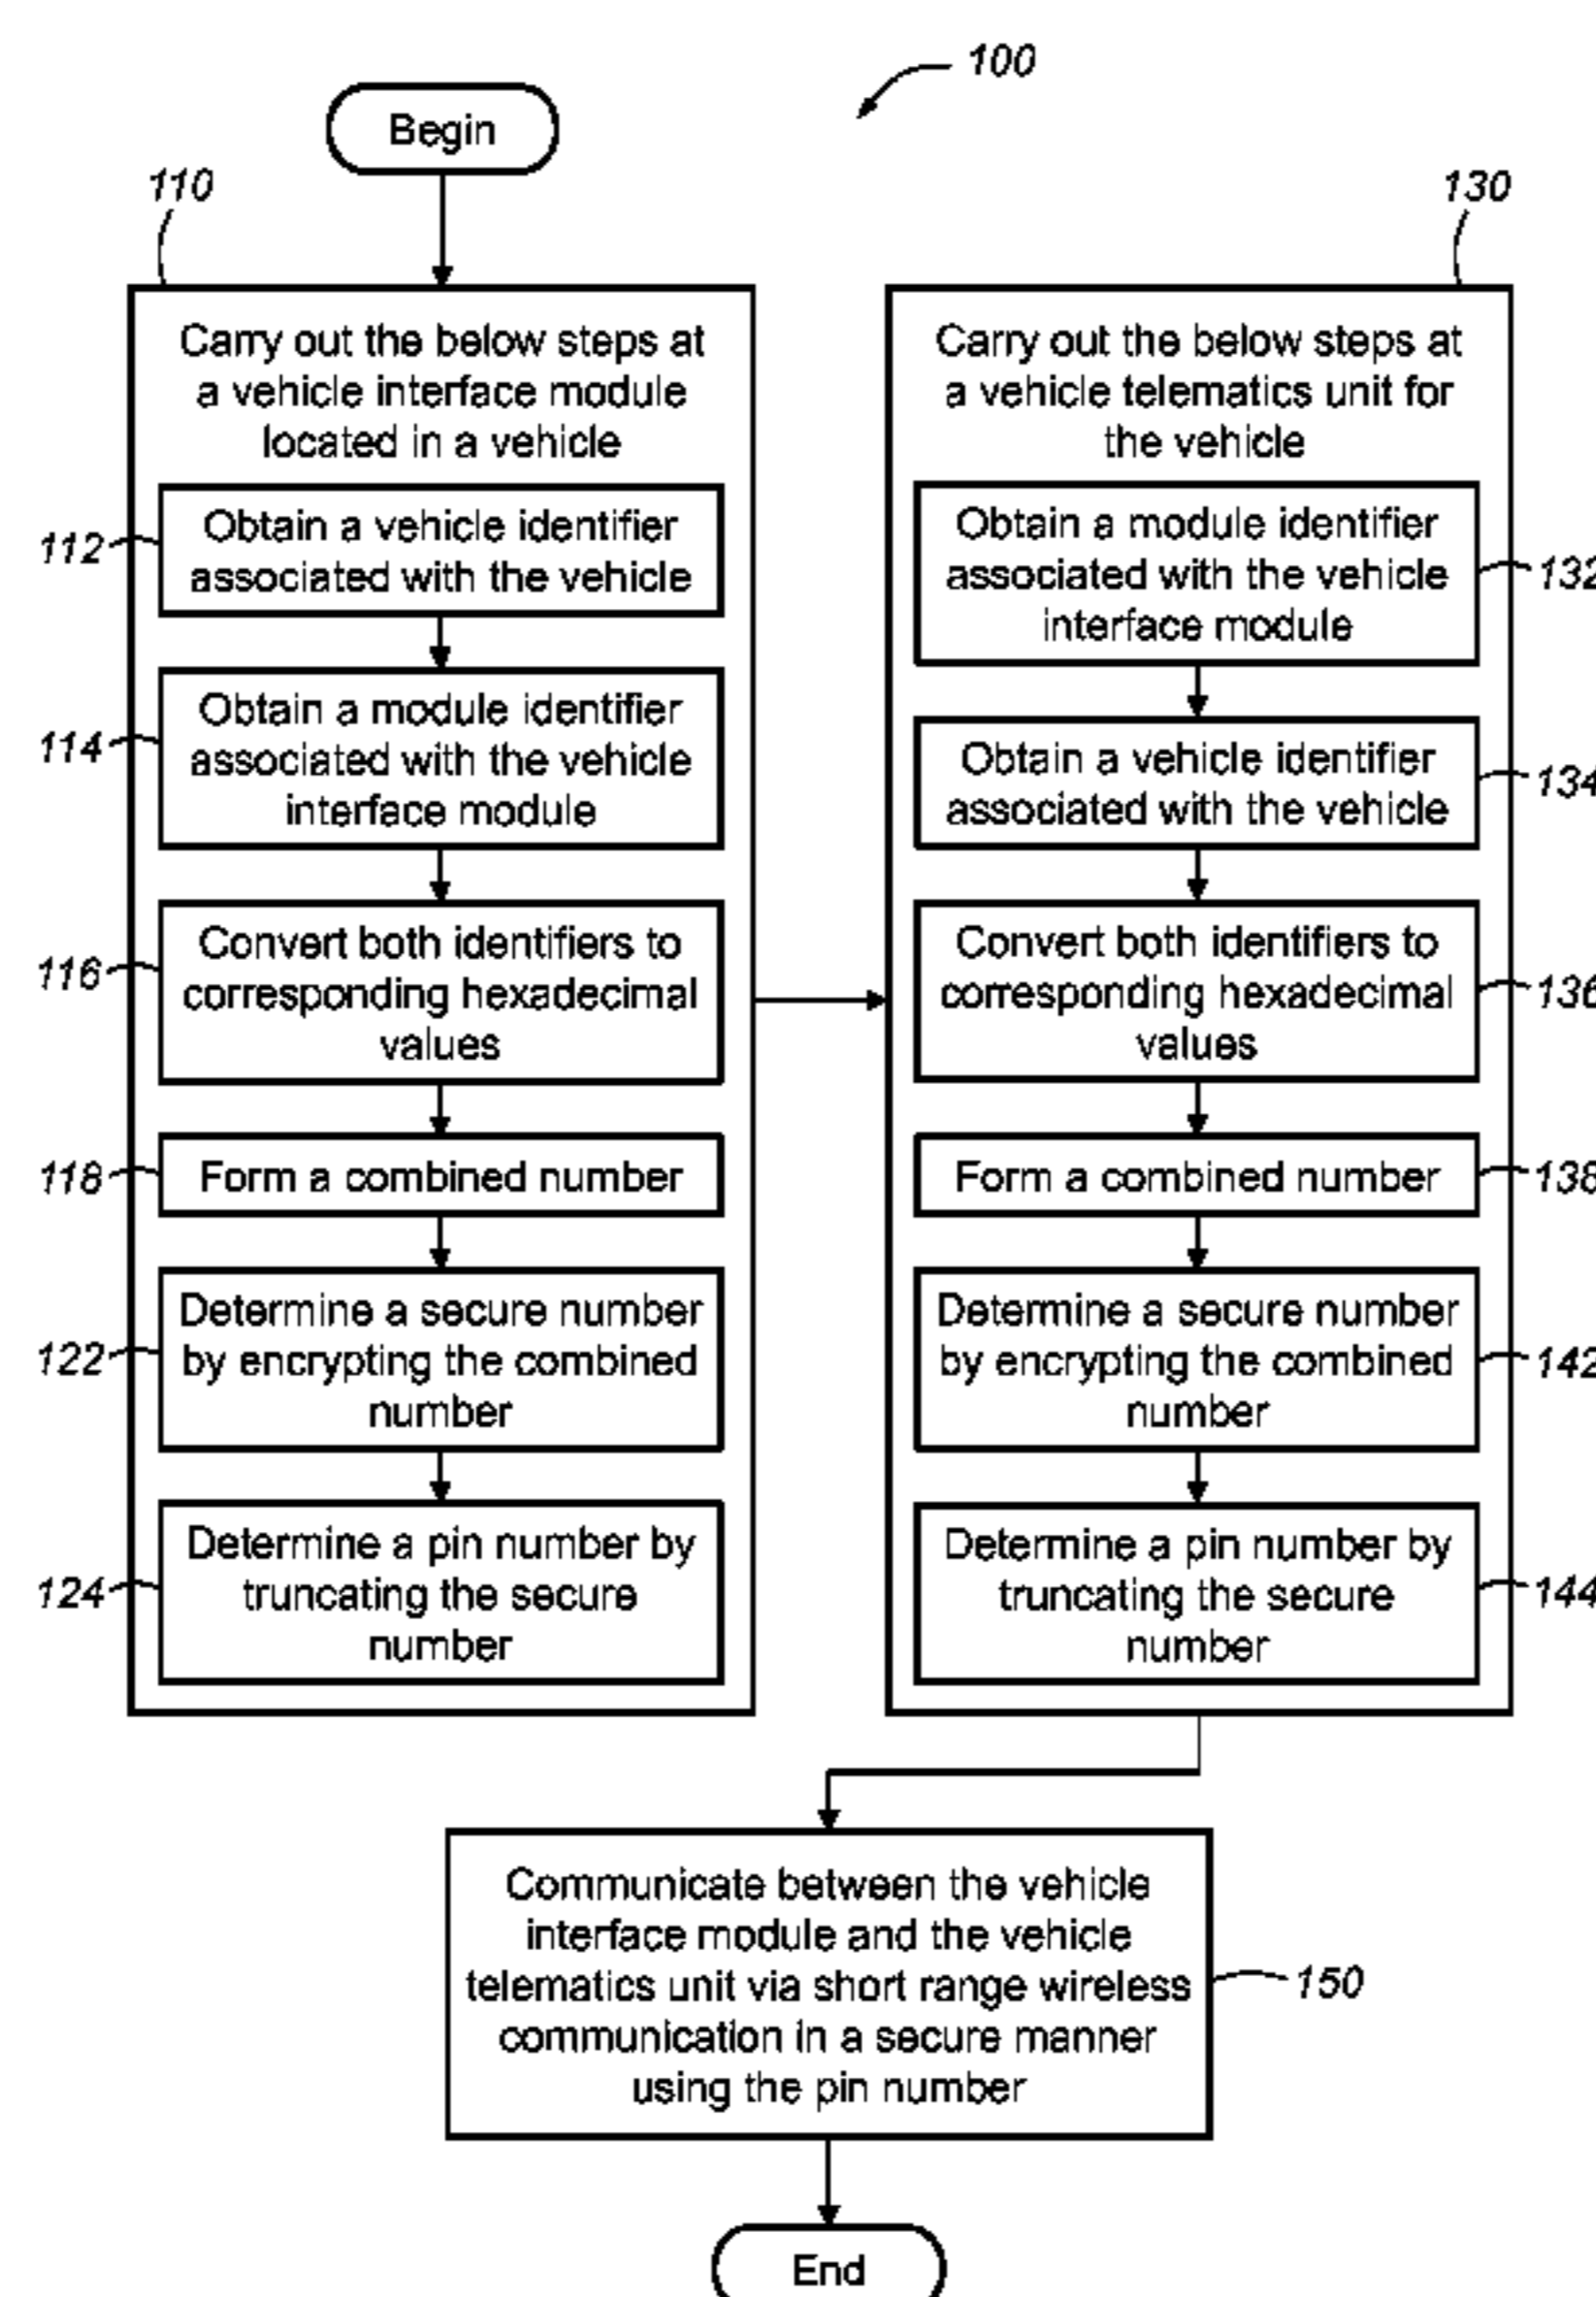 100
Begin
110
Carry out the below steps at
a vehicle interface module
located in a vehicle
112
Obtain a vehicle identifier
associated with the vehicle
114
Obtain a module identifier
associated with the vehicle
interface module
116
Convert both identifiers to
corresponding hexadecimal
values
118
Form a combined number
122
Determine a secure number
by encrypting the combined
number
124
Determine a pin number by
truncating the secure
number
130
Carry out the below steps at
a vehicle telematics unit for
the vehicle
Obtain a module identifier
associated with the vehicle
interface module
132
Obtain a vehicle identifier
associated with the vehicle
134
Convert both identifiers to
corresponding hexadecimal
values
136
Form a combined number
138
Determine a secure number
by encrypting the combined
number
142
Determine a pin number by
truncating the secure
number
144
Communicate between the vehicle
interface module and the vehicle
telematics unit via short range wireless
communication in a secure manner
using the pin number
150
End